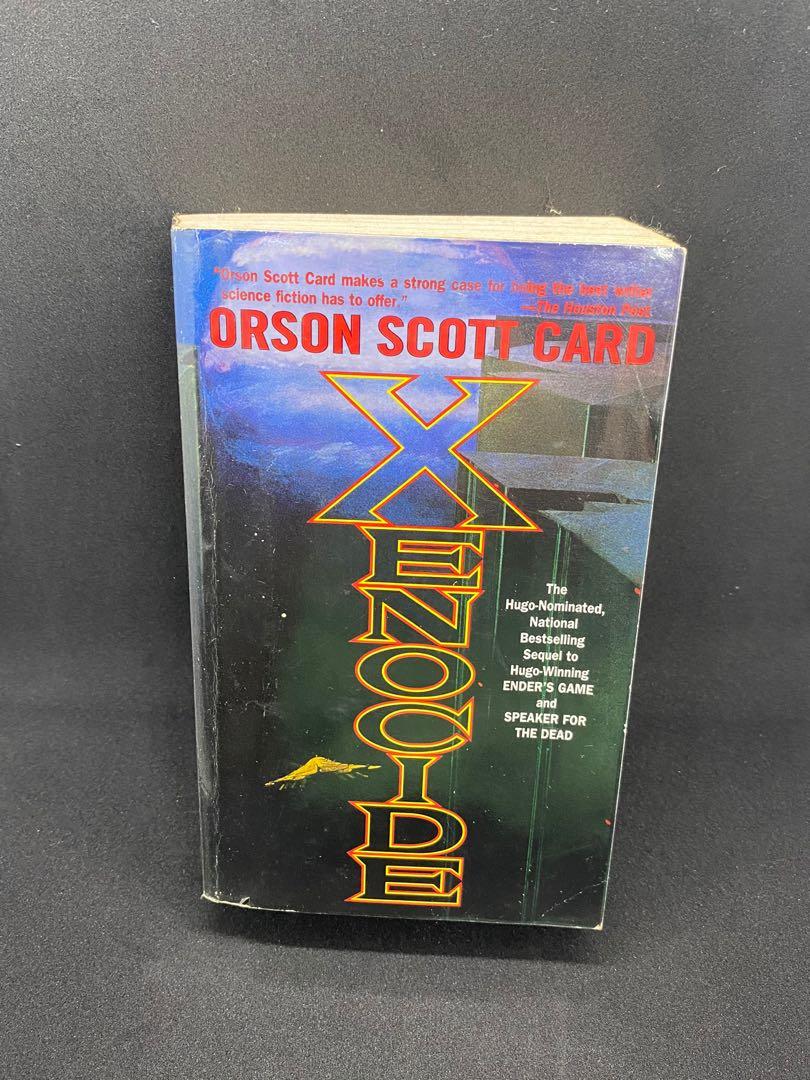 "Orson Scott Card makes a strong case for being the best writer
science fiction has to offer."
—The Houston Post
ORSON SCOTT CARD
XENOCIDE
The
Hugo-Nominated,
National
Bestselling
Sequel to
Hugo-Winning
ENDER'S GAME
and
SPEAKER FOR
THE DEAD